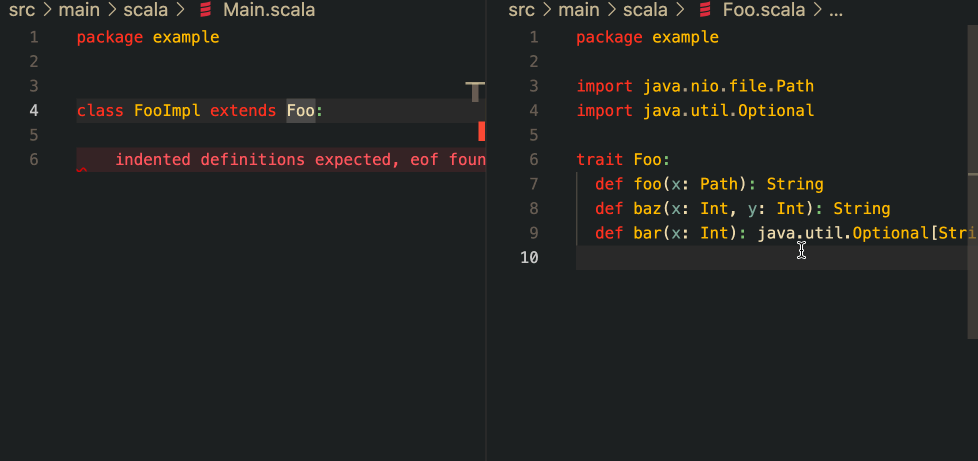 src > main > scala > Main.scala
1 package example
2
3
4 class FooImpl extends Foo:
5
6 indented definitions expected, eof foun
src > main > scala > Foo.scala > ...
1 package example
2
3 import java.nio.file.Path
4 import java.util.Optional
5
6 trait Foo:
7 def foo(x: Path): String
8 def baz(x: Int, y: Int): String
9 def bar(x: Int): java.util.Optional[Stri
10